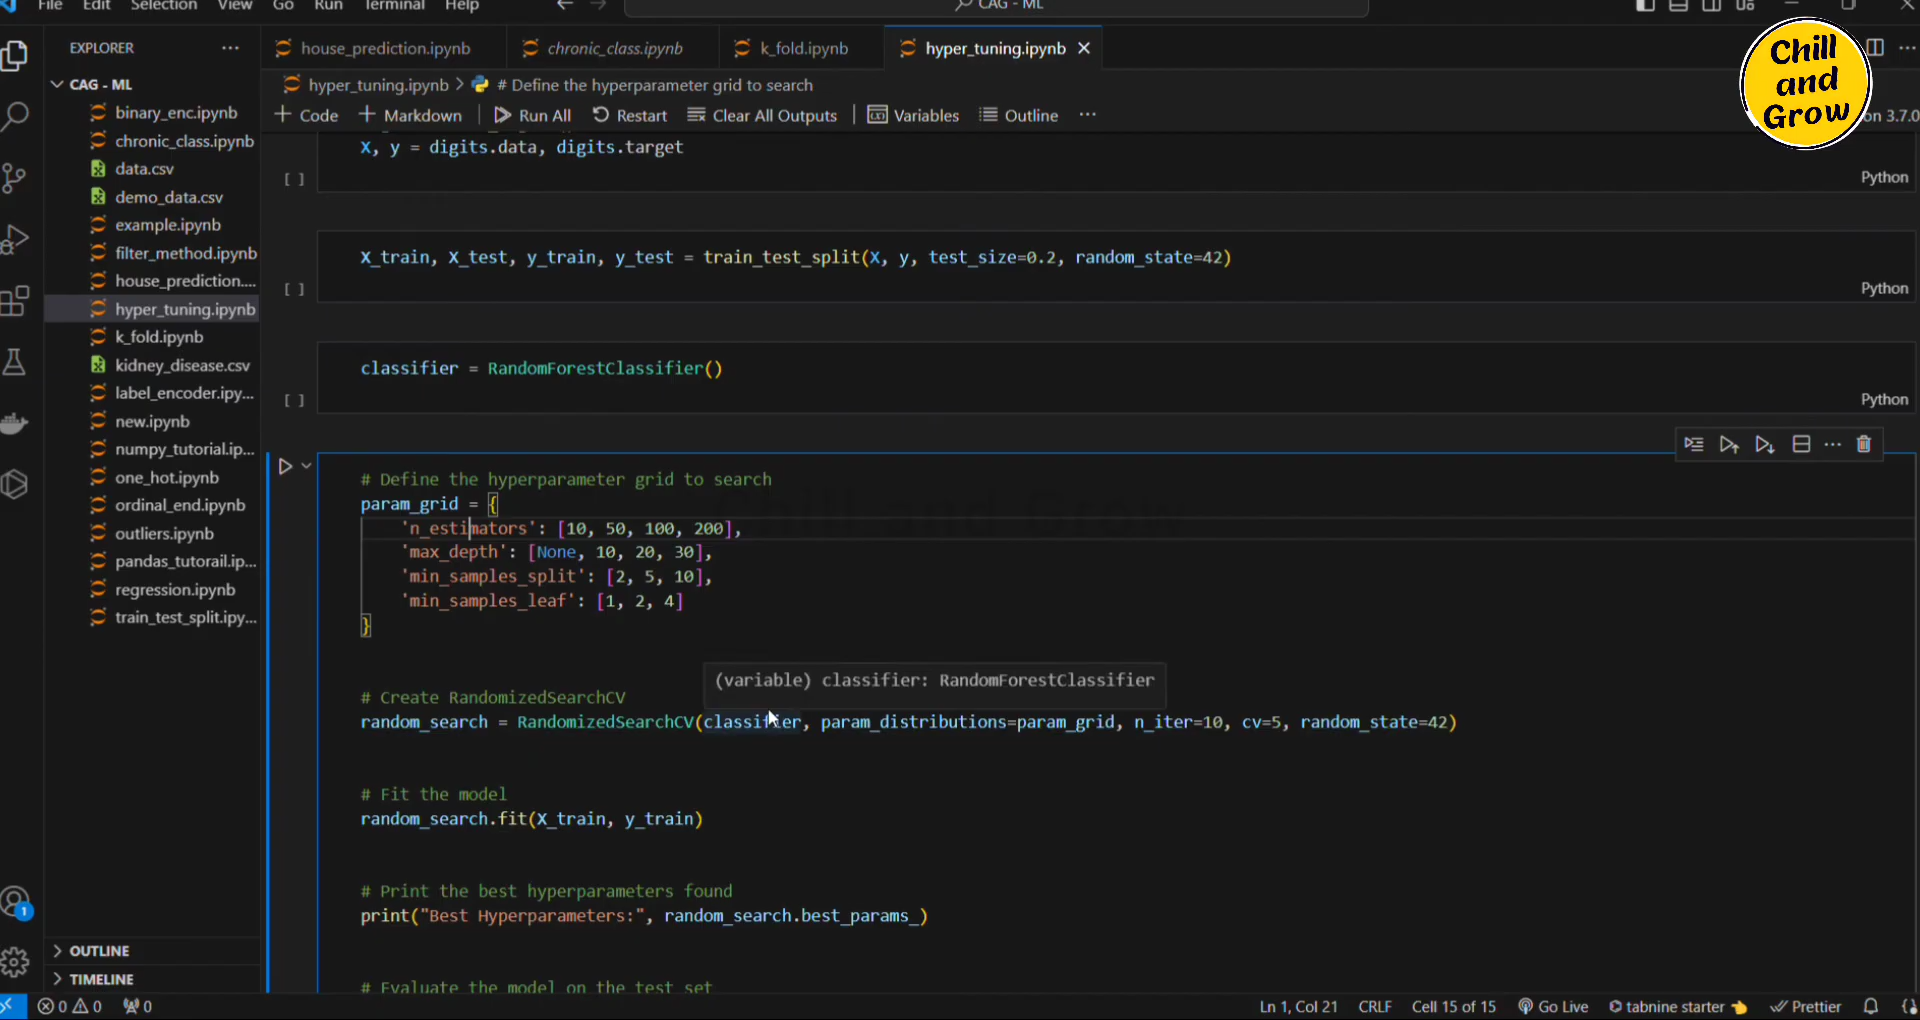 File Edit Selection View Go Run Terminal Help
CAG - ML
Chill
and
Grow
EXPLORER
house_prediction.ipynb
chronic_class.ipynb
k_fold.ipynb
hyper_tuning.ipynb
CAG - ML
hyper_tuning.ipynb > # Define the hyperparameter grid to search
+ Code + Markdown Run All Restart Clear All Outputs Variables Outline ...
on 3.7.0
binary_enc.ipynb
chronic_class.ipynb
data.csv
demo_data.csv
example.ipynb
filter_method.ipynb
house_prediction....
hyper_tuning.ipynb
k_fold.ipynb
kidney_disease.csv
label_encoder.ipy...
new.ipynb
numpy_tutorial.ip...
one_hot.ipynb
ordinal_end.ipynb
outliers.ipynb
pandas_tutorail.ip...
regression.ipynb
train_test_split.ipy...
OUTLINE
TIMELINE
X, y = digits.data, digits.target
[ ]
Python
X_train, X_test, y_train, y_test = train_test_split(X, y, test_size=0.2, random_state=42)
[ ]
Python
classifier = RandomForestClassifier()
[ ]
Python
# Define the hyperparameter grid to search
param_grid = {
'n_estimators': [10, 50, 100, 200],
'max_depth': [None, 10, 20, 30],
'min_samples_split': [2, 5, 10],
'min_samples_leaf': [1, 2, 4]
}
(variable) classifier: RandomForestClassifier
# Create RandomizedSearchCV
random_search = RandomizedSearchCV(classifier, param_distributions=param_grid, n_iter=10, cv=5, random_state=42)
# Fit the model
random_search.fit(X_train, y_train)
# Print the best hyperparameters found
print("Best Hyperparameters:", random_search.best_params_)
# Evaluate the model on the test set
1
0 0 0
Ln 1, Col 21 CRLF Cell 15 of 15 Go Live tabnine starter Prettier